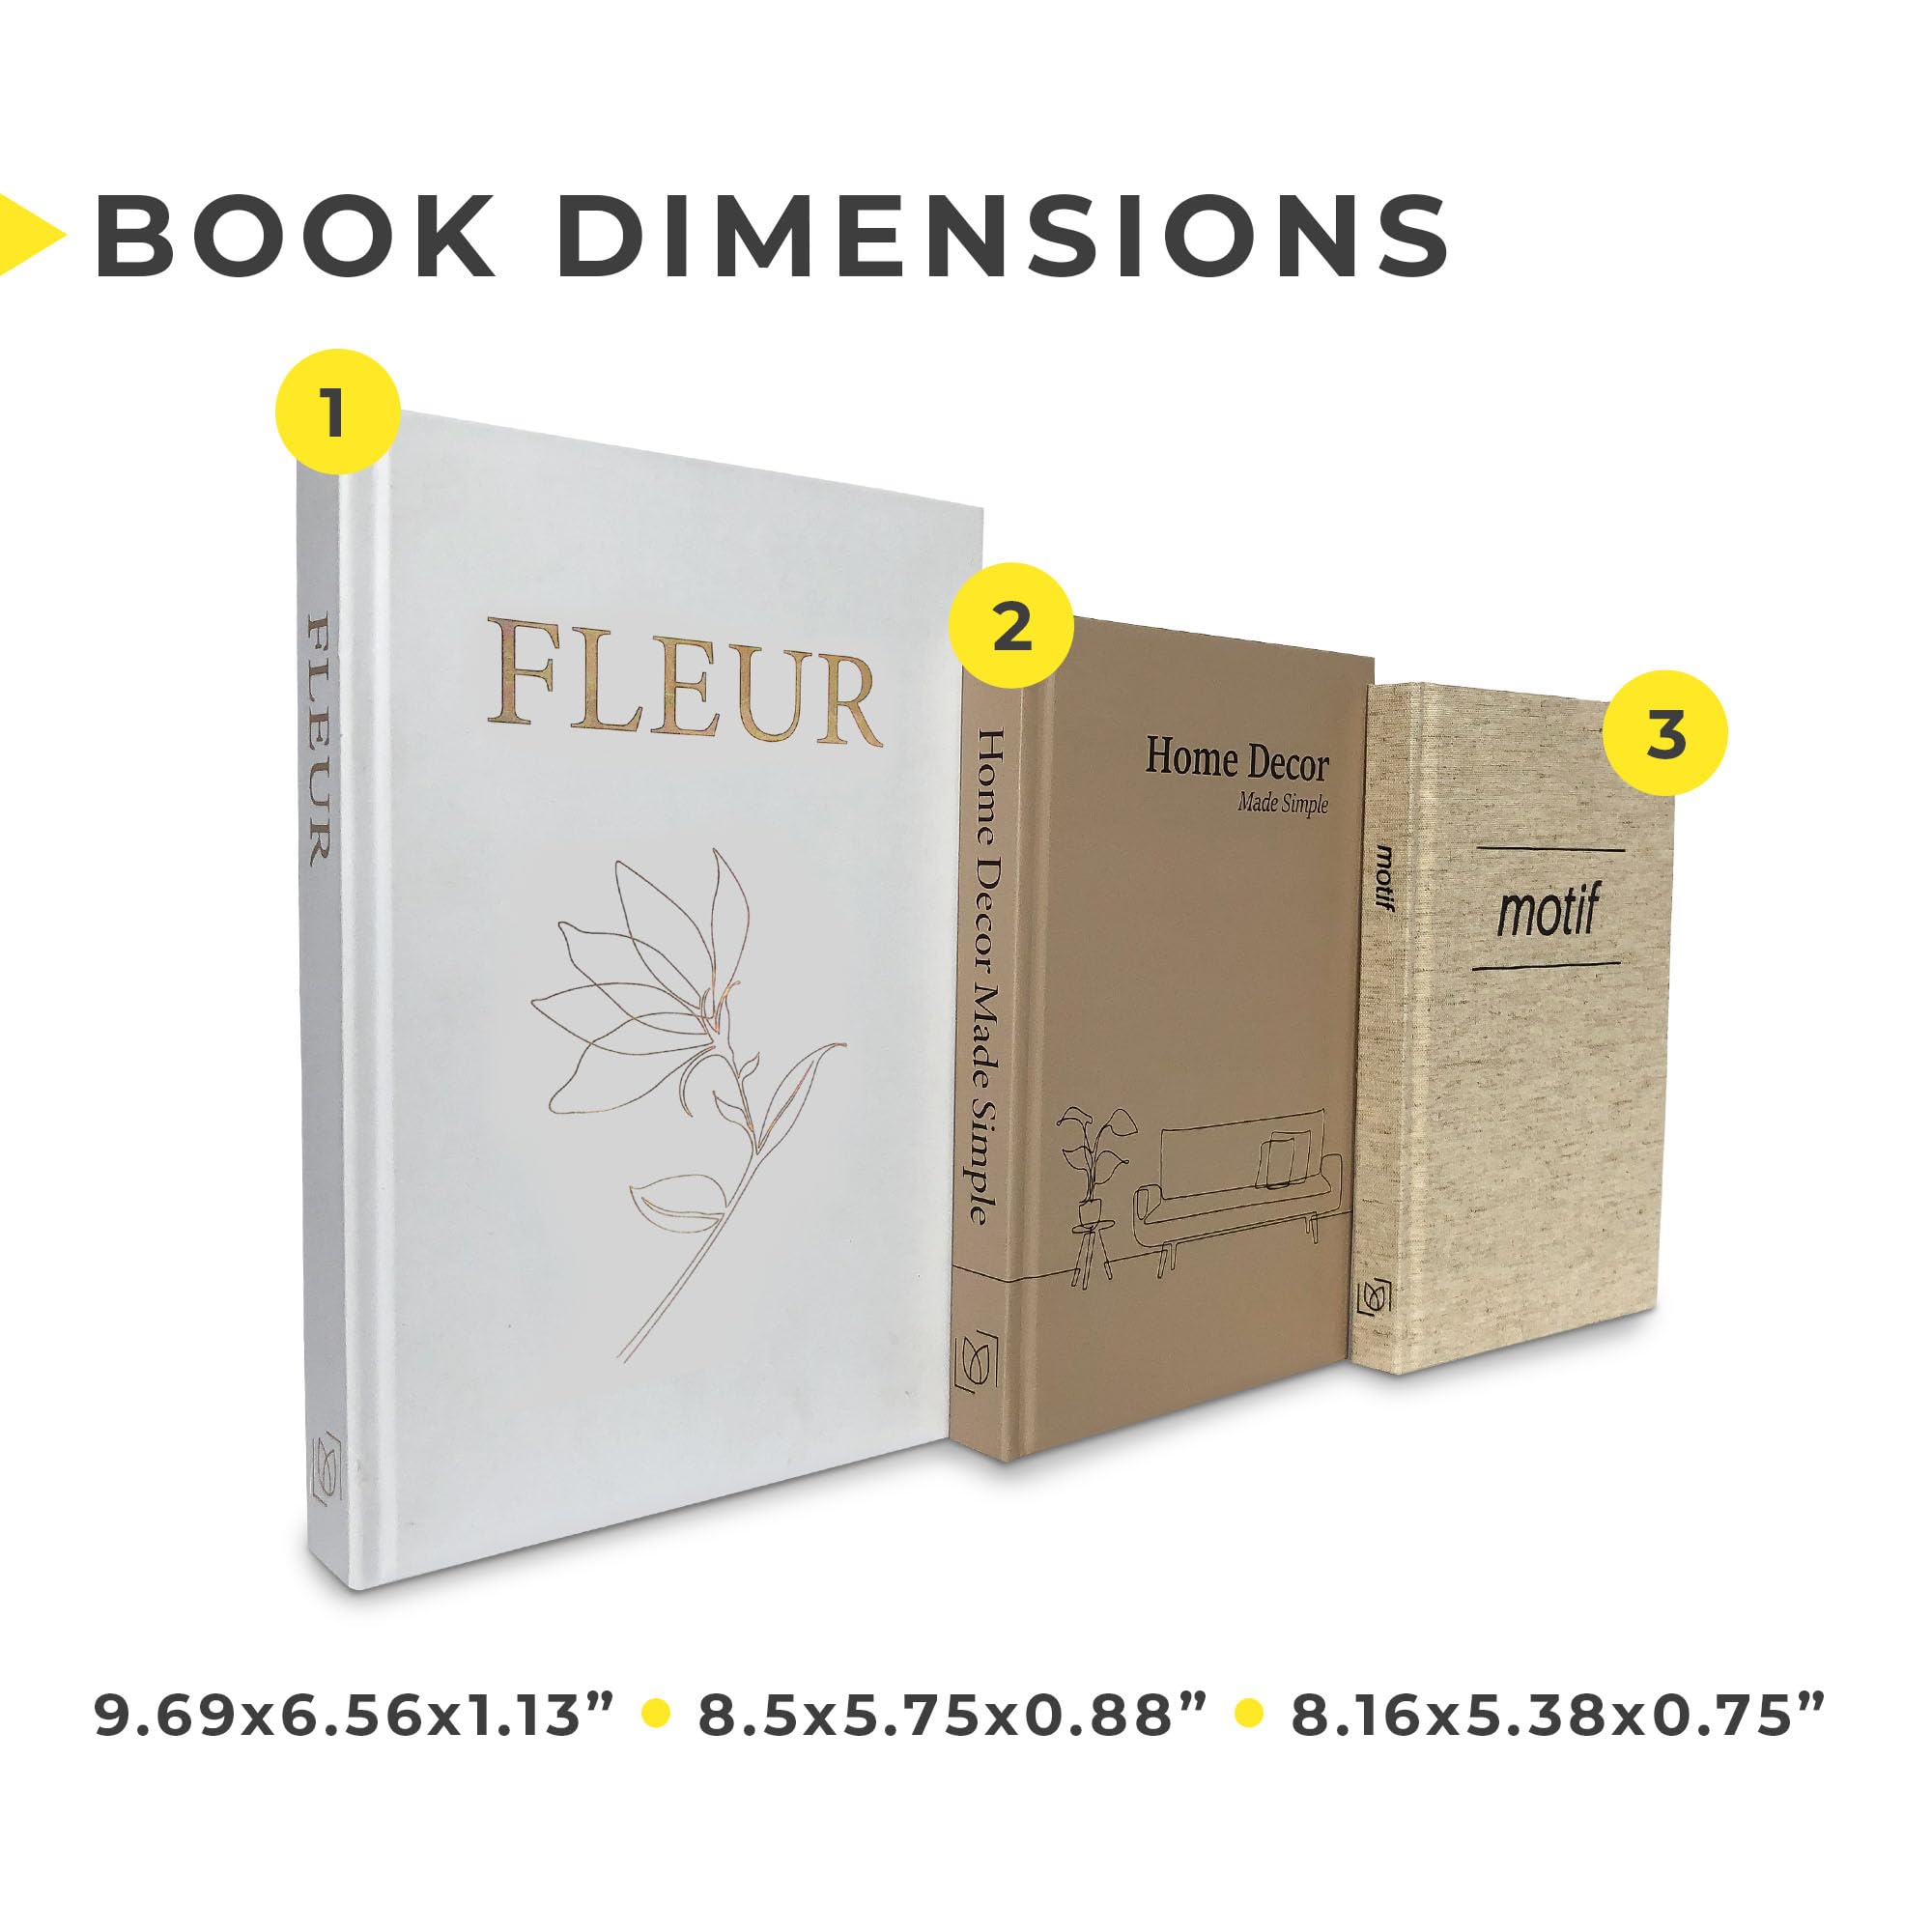 BOOK DIMENSIONS
1
FLEUR
FLEUR
2
Home Decor
Made Simple
Home Decor Made Simple
3
motif
motif
9.69x6.56x1.13” ● 8.5x5.75x0.88” ● 8.16x5.38x0.75”